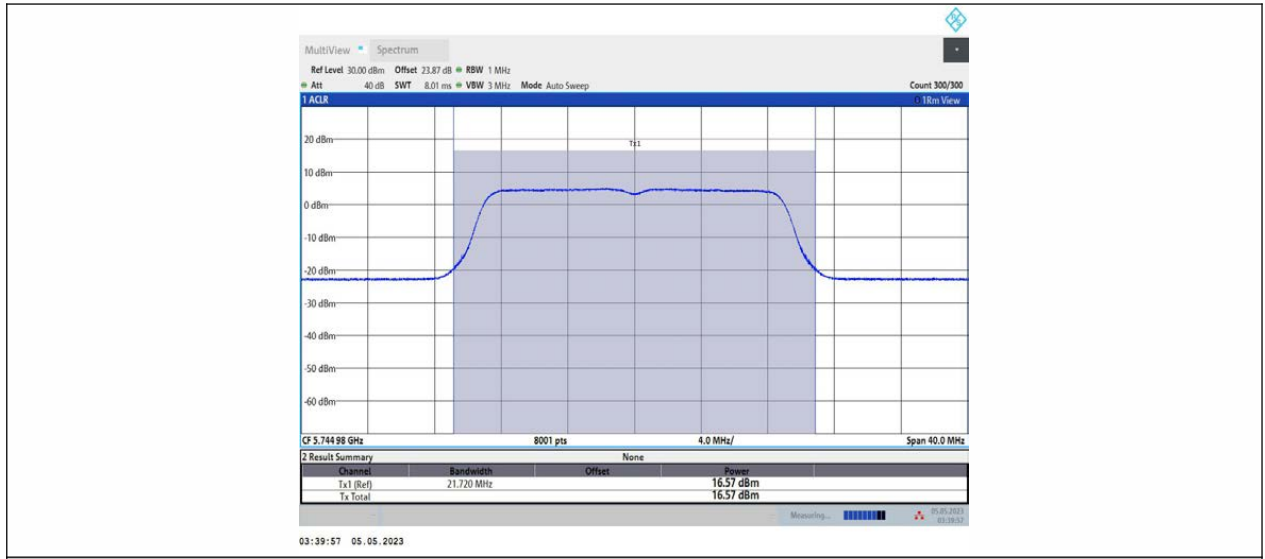 MultiView Spectrum
Ref Level 30.00 dBm Offset 23.87 dB RBW 1 MHz
Att 40 dB SWT 8.01 ms VBW 3 MHz Mode Auto Sweep Count 300/300
1 ACLR 1Rm View
20 dBm
Tx1
10 dBm
0 dBm
-10 dBm
-20 dBm
-30 dBm
-40 dBm
-50 dBm
-60 dBm
CF 5.744 98 GHz 8001 pts 4.0 MHz/ Span 40.0 MHz
2 Result Summary None
Channel Bandwidth Offset Power
Tx1 (Ref) 21.720 MHz 16.57 dBm
Tx Total 16.57 dBm
Measuring... 05.05.2023
03:39:57
03:39:57 05.05.2023